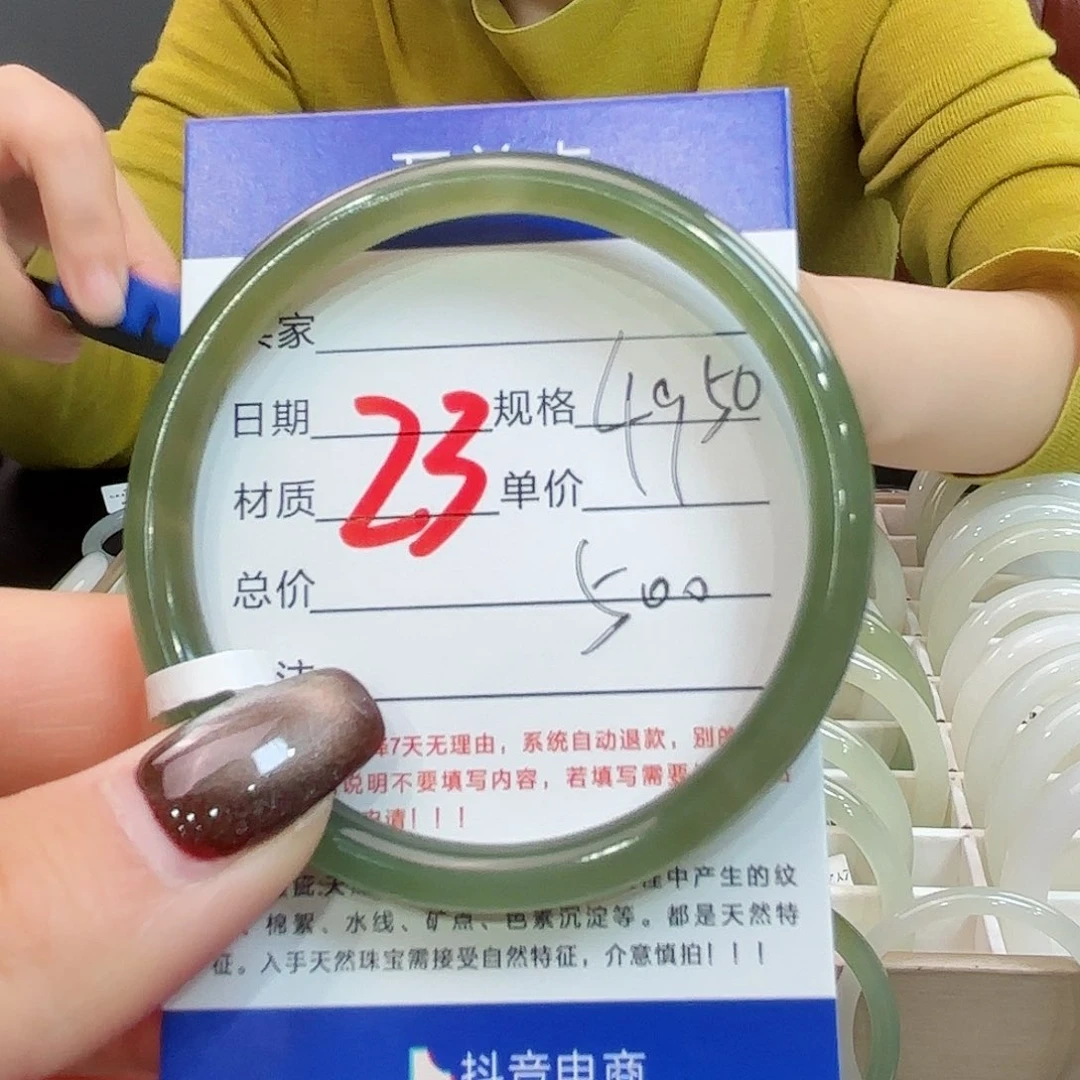 家
日期 23 规格 4950
材质 单价
总价 500
7天无理由，系统自动退款，别
说明不要填写内容，若填写需要
申请！！！
中产生的纹
棉絮、水线、矿点、色素沉淀等。都是天然特
征。入手天然珠宝需接受自然特征，介意慎拍！！！
抖音电商